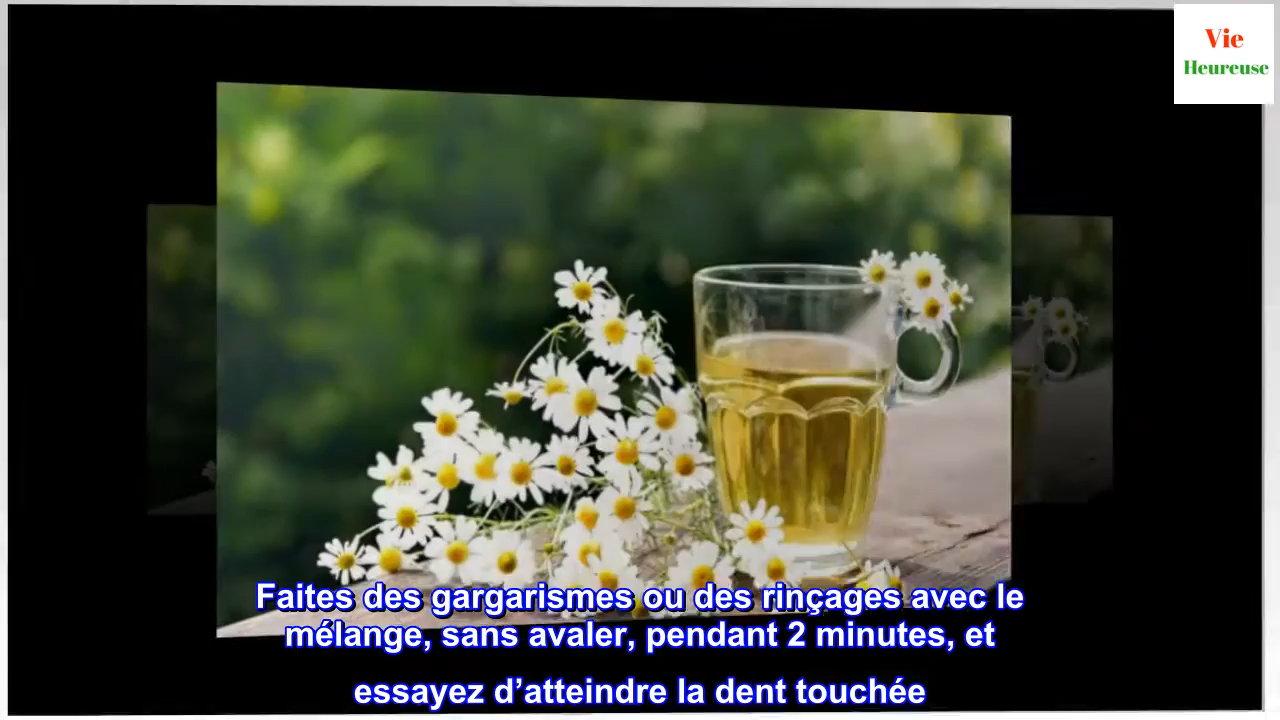 Vie
Heureuse
Faites des gargarismes ou des rinçages avec le
mélange, sans avaler, pendant 2 minutes, et
essayez d’atteindre la dent touchée